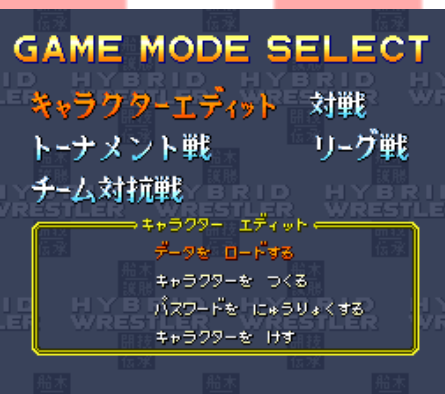 GAME MODE SELECT
キャラクターエディット 対戦
トーナメント戦 リーグ戦
チーム対抗戦
キャラクター エディット
データを ロードする
キャラクターを つくる
パスワードを にゅうりょくする
キャラクターを けす